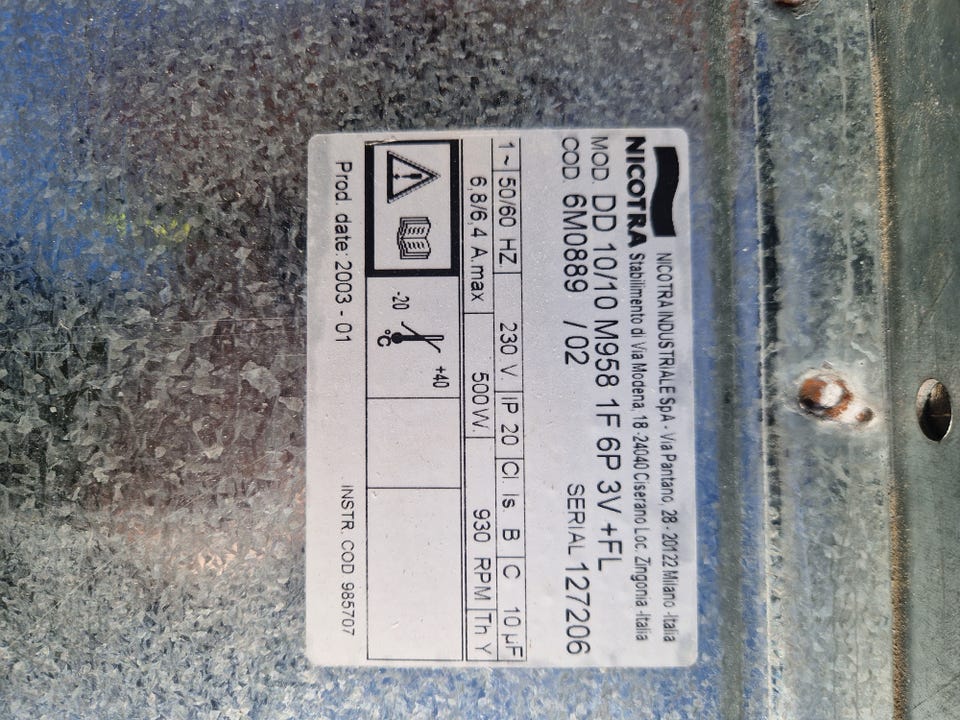 NICOTRA INDUSTRIALE SpA - Via Pantano, 28 - 20122 Milano -Italia
NICOTRA Stabilimento di Via Modena, 18 -24040 Ciserano Loc. Zingonia -Italia
MOD. DD 10/10 M958 1F 6P 3V +FL
COD. 6M0889 /02 SERIAL 127206
1~ 50/60 HZ 230 V. IP 20 Cl. Is. B C 10 µF
6,8/6,4 A.max 500W. 930 RPM Th Y
-20 °C +40
Prod. date: 2003 - 01 INSTR. COD 985707